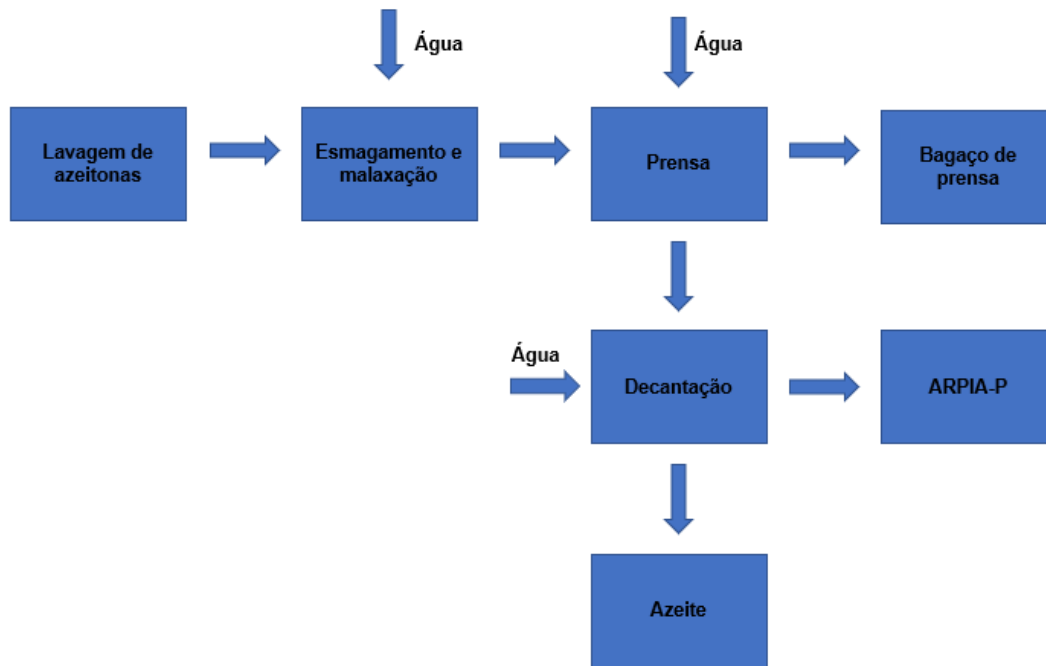 Água
Água
Lavagem de
azeitonas
Esmagamento e
malaxação
Prensa
Bagaço de
prensa
Água
Decantação
ARPIA-P
Azeite